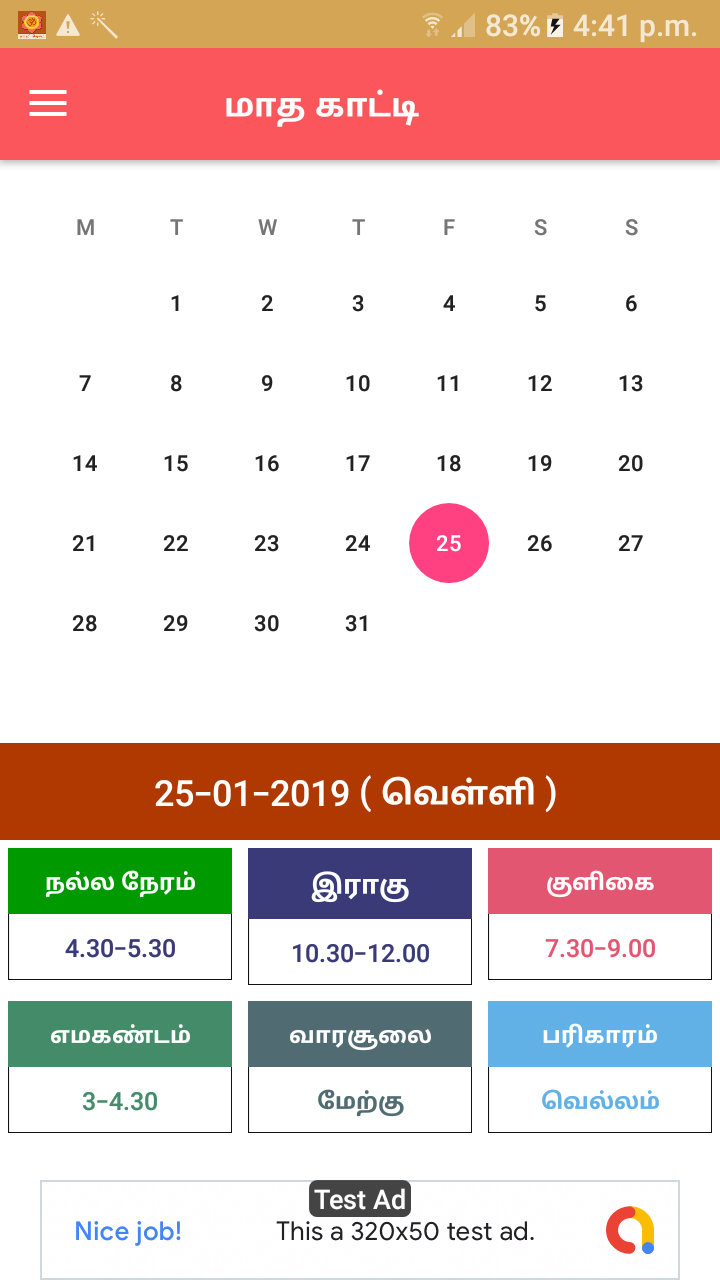 83% 4:41 p.m.
மாத காட்டி
M T W T F S S
1 2 3 4 5 6
7 8 9 10 11 12 13
14 15 16 17 18 19 20
21 22 23 24 25 26 27
28 29 30 31
25-01-2019 ( வெள்ளி )
நல்ல நேரம் இராகு குளிகை
4.30-5.30 10.30-12.00 7.30-9.00
எமகண்டம் வாரசூலை பரிகாரம்
3-4.30 மேற்கு வெல்லம்
Test Ad
Nice job! This a 320x50 test ad.